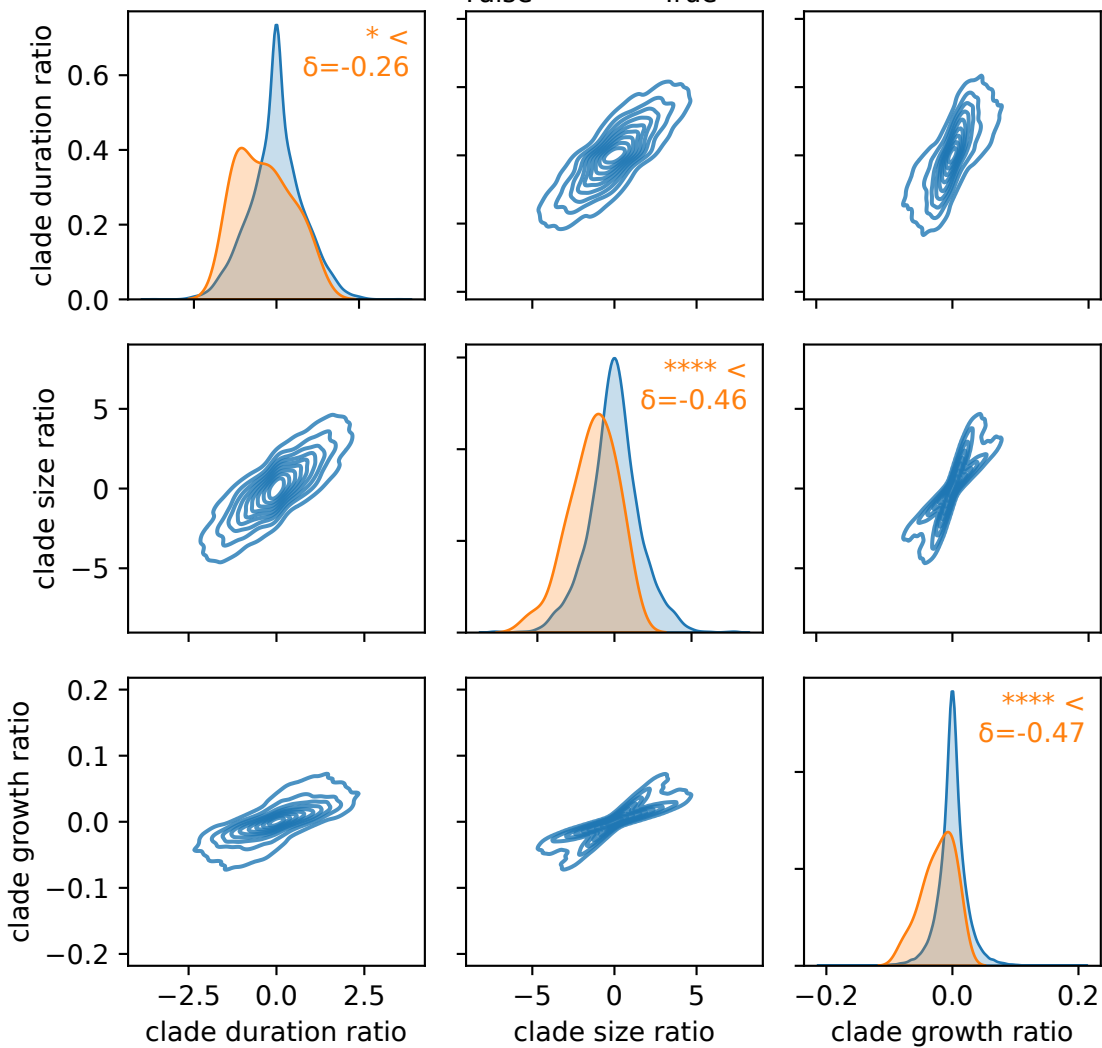 clade duration ratio
0.6
0.4
0.2
0.0
* <
δ=-0.26
clade size ratio
5
0
−5
**** <
δ=-0.46
clade growth ratio
0.2
0.1
0.0
−0.1
−0.2
**** <
δ=-0.47
−2.5 0.0 2.5
−5 0 5
−0.2 0.0 0.2
clade duration ratio
clade size ratio
clade growth ratio